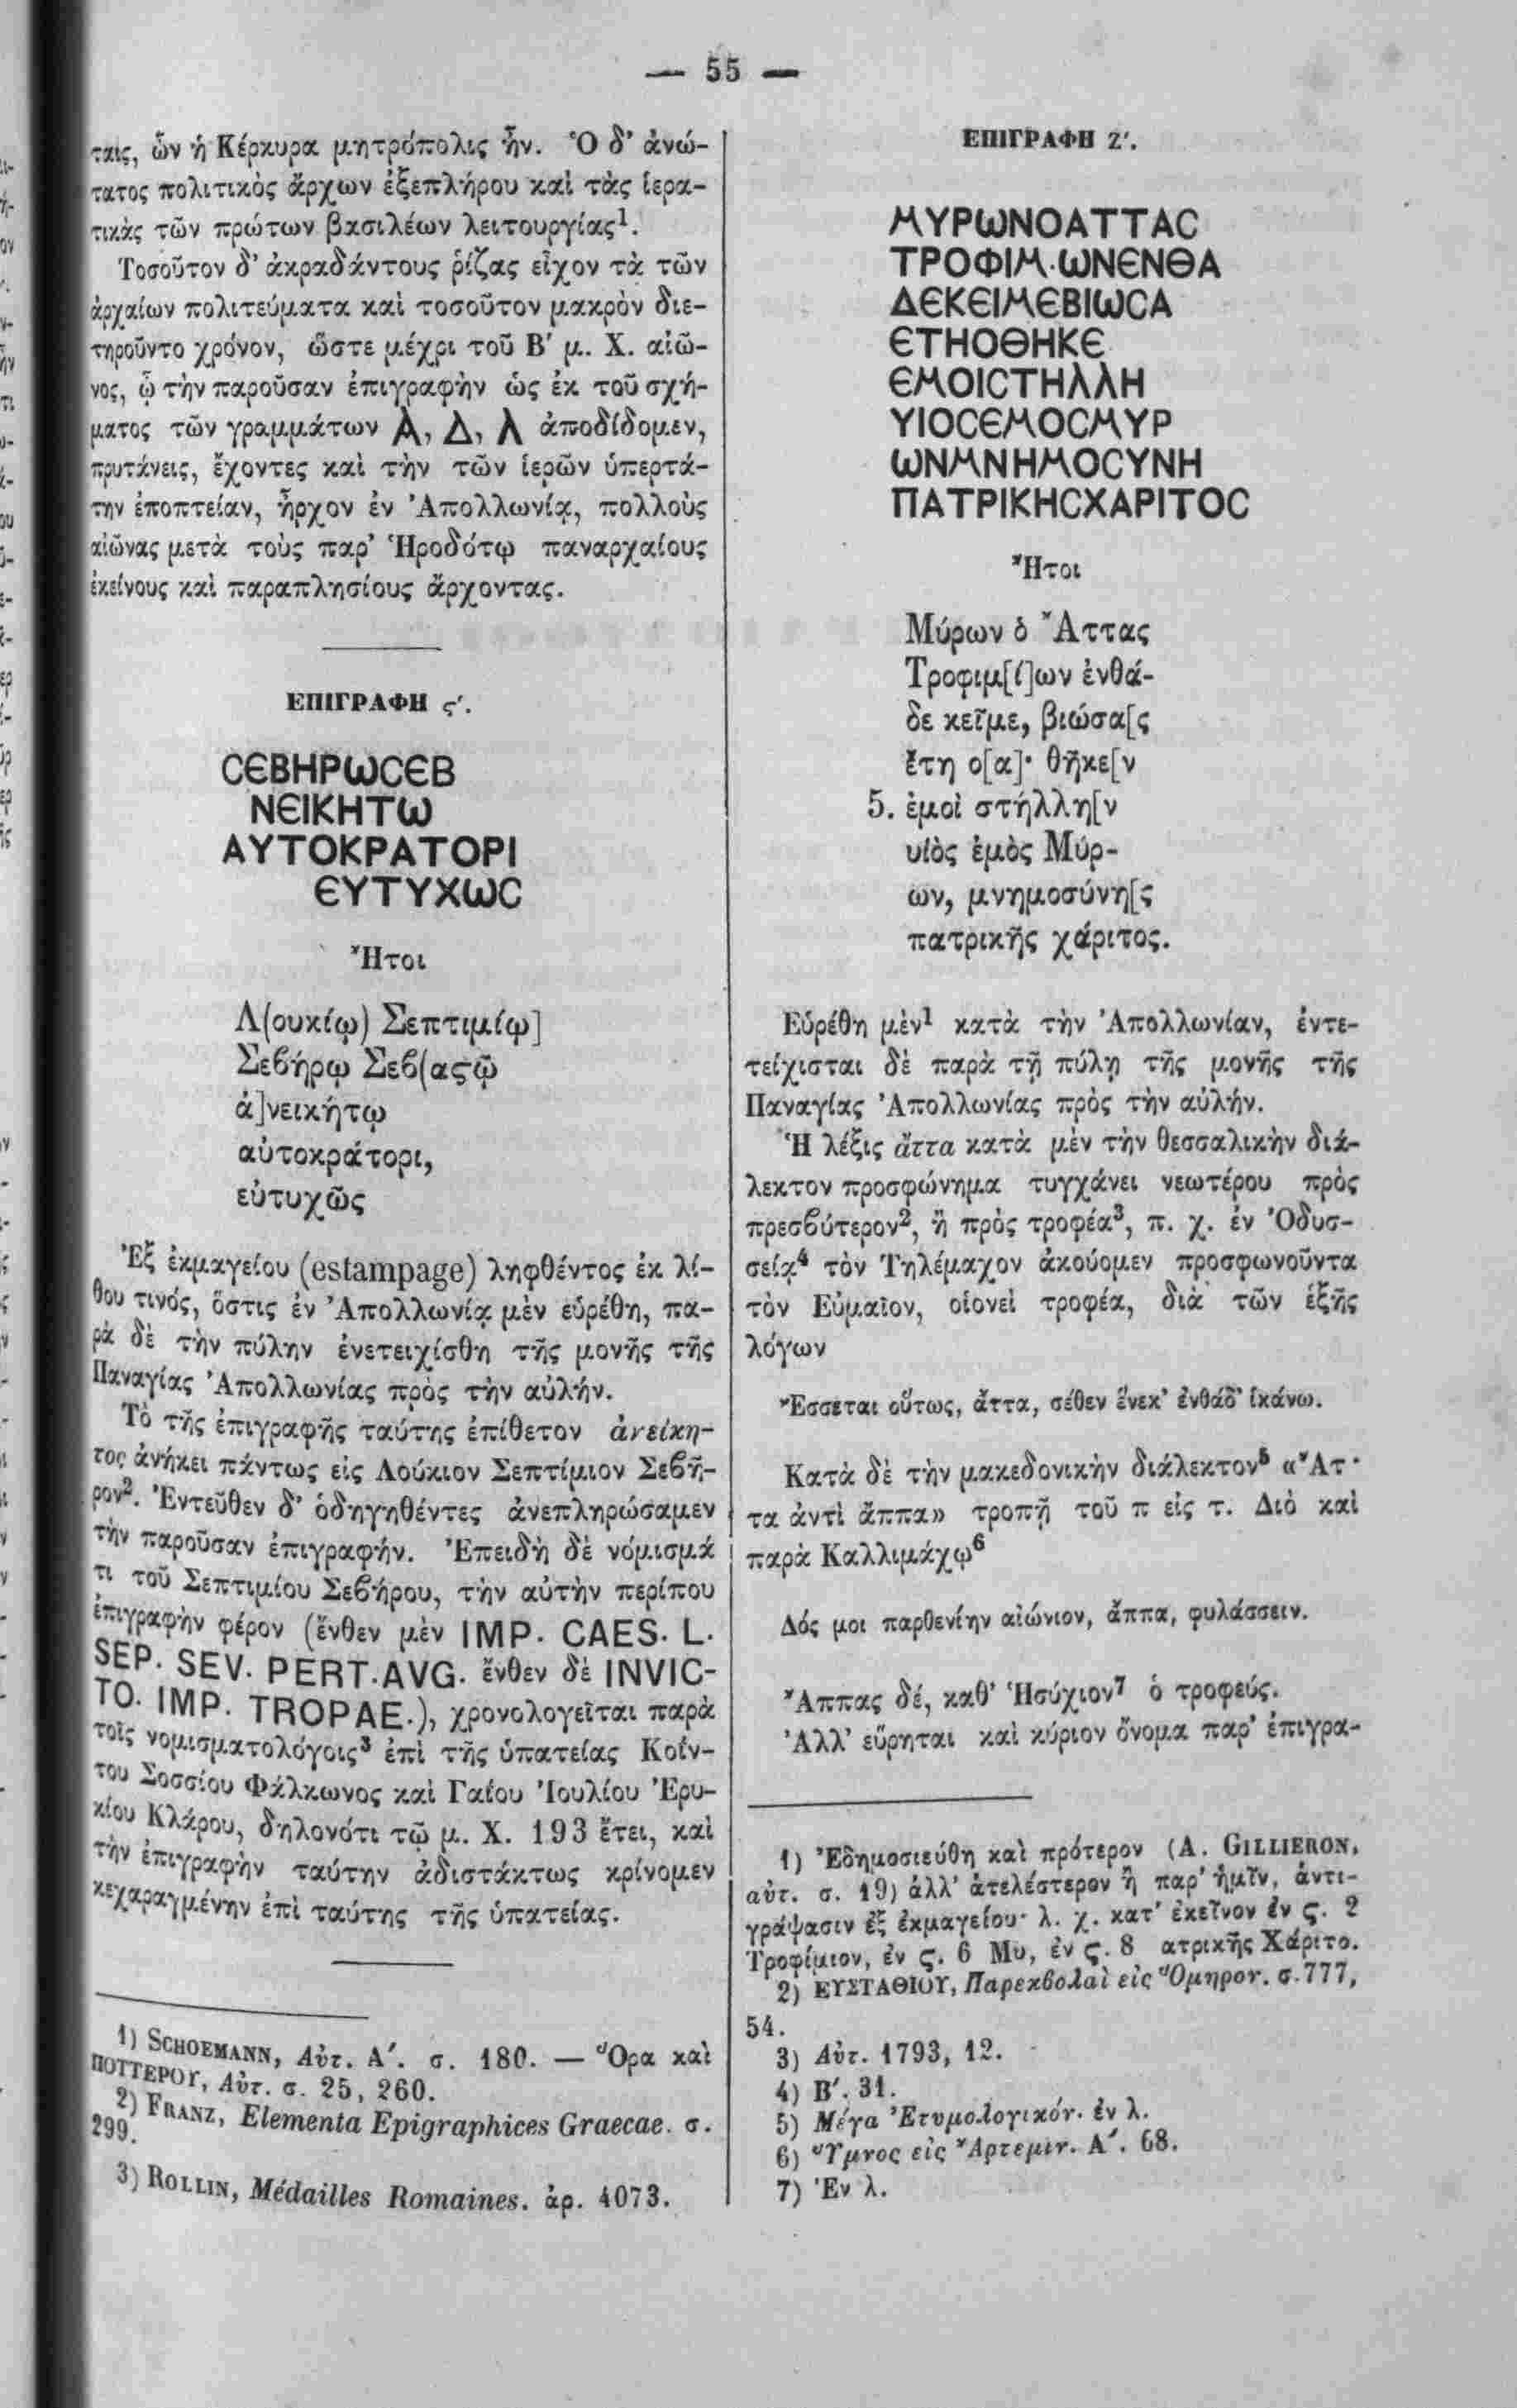 — 55 —
ταις, ὧν ἡ Κέρκυρα μητρόπολις ἦν. Ὁ δ' ἀνώ-
τατος πολιτικὸς ἄρχων ἐξεπλήρου καὶ τὰς ἱερα-
τικὰς τῶν πρώτων βασιλέων λειτουργίας¹.
Τοσοῦτον δ' ἀκραδάντους ῥίζας εἶχον τὰ τῶν
ἀρχαίων πολιτεύματα καὶ τοσοῦτον μακρὸν διε-
τηροῦντο χρόνον, ὥστε μέχρι τοῦ Β' μ. Χ. αἰῶ-
νος, ᾧ τὴν παροῦσαν ἐπιγραφὴν ὡς ἐκ τοῦ σχή-
ματος τῶν γραμμάτων Α, Δ, Λ ἀποδίδομεν,
πρυτάνεις, ἔχοντες καὶ τὴν τῶν ἱερῶν ὑπερτά-
την ἐποπτείαν, ἦρχον ἐν Ἀπολλωνίᾳ, πολλοὺς
αἰῶνας μετὰ τοὺς παρ' Ἡροδότῳ παναρχαίους
ἐκείνους καὶ παραπλησίους ἄρχοντας.
ΕΠΙΓΡΑΦΗ ς'.
CЄΒΗΡωCЄΒ
ΝЄΙΚΗΤω
ΑΥΤΟΚΡΑΤΟΡΙ
ЄΥΤΥΧωC
Ἤτοι
Λ(ουκίῳ) Σεπτιμίῳ]
Σεβήρῳ Σεβ(αςῷ
ἀ]νεικήτῳ
αὐτοκράτορι,
εὐτυχῶς
Ἐξ ἐκμαγείου (estampage) ληφθέντος ἐκ λί-
θου τινός, ὅστις ἐν Ἀπολλωνίᾳ μὲν εὑρέθη, πα-
ρὰ δὲ τὴν πύλην ἐνετειχίσθη τῆς μονῆς τῆς
Παναγίας Ἀπολλωνίας πρὸς τὴν αὐλήν.
Τὸ τῆς ἐπιγραφῆς ταύτης ἐπίθετον ἀνείκη-
τος ἀνήκει πάντως εἰς Λούκιον Σεπτίμιον Σεβῆ-
ρον². Ἐντεῦθεν δ' ὁδηγηθέντες ἀνεπληρώσαμεν
τὴν παροῦσαν ἐπιγραφήν. Ἐπειδὴ δὲ νόμισμά
τι τοῦ Σεπτιμίου Σεβήρου, τὴν αὐτὴν περίπου
ἐπιγραφὴν φέρον (ἔνθεν μὲν IMP. CAES. L.
SEP. SEV. PERT. AVG. ἔνθεν δὲ INVIC-
TO. IMP. TROPAE.), χρονολογεῖται παρὰ
τοῖς νομισματολόγοις³ ἐπὶ τῆς ὑπατείας Κοΐν-
του Σοσσίου Φάλκωνος καὶ Γαΐου Ἰουλίου Ἐρυ-
κίου Κλάρου, δηλονότι τῷ μ. Χ. 193 ἔτει, καὶ
τὴν ἐπιγραφὴν ταύτην ἀδιστάκτως κρίνομεν
κεχαραγμένην ἐπὶ ταύτης τῆς ὑπατείας.
1) SCHOEMANN, Αὐτ. Α'. σ. 180. — Ὅρα καὶ
ΠΟΤΤΕΡΟΥ, Αὐτ. σ. 25, 260.
2) FRANZ, Elementa Epigraphices Graecae. σ.
299.
3) ROLLIN, Médailles Romaines. ἀρ. 4073.
ΕΠΙΓΡΑΦΗ Ζ'.
ΜΥΡωΝΟΑΤΤΑC
ΤΡΟΦΙΜ·ωΝЄΝΘΑ
ΔЄΚЄΙΜЄΒΙωCΑ
ЄΤΗΟΘΗΚЄ
ЄΜΟΙCΤΗΛΛΗ
ΥΙΟCЄΜΟCΜΥΡ
ωΝΜΝΗΜΟCΥΝΗ
ΠΑΤΡΙΚΗCΧΑΡΙΤΟC
Ἤτοι
Μύρων ὁ Ἄττας
Τροφιμ[ί]ων ἐνθά-
δε κεῖμε, βιώσα[ς
ἔτη ο[α]· θῆκε[ν
5. ἐμοὶ στήλλη[ν
υἱὸς ἐμὸς Μύρ-
ων, μνημοσύνη[ς
πατρικῆς χάριτος.
Εὑρέθη μὲν¹ κατὰ τὴν Ἀπολλωνίαν, ἐντε-
τείχισται δὲ παρὰ τῇ πύλῃ τῆς μονῆς τῆς
Παναγίας Ἀπολλωνίας πρὸς τὴν αὐλήν.
Ἡ λέξις ἄττα κατὰ μὲν τὴν θεσσαλικὴν διά-
λεκτον προσφώνημα τυγχάνει νεωτέρου πρὸς
πρεσβύτερον², ἢ πρὸς τροφέα³, π. χ. ἐν Ὀδυσ-
σείᾳ⁴ τὸν Τηλέμαχον ἀκούομεν προσφωνοῦντα
τὸν Εὔμαῖον, οἱονεὶ τροφέα, διὰ τῶν ἑξῆς
λόγων
Ἔσσεται οὕτως, ἄττα, σέθεν ἕνεκ' ἐνθάδ' ἱκάνω.
Κατὰ δὲ τὴν μακεδονικὴν διάλεκτον⁵ «Ἄτ-
τα ἀντὶ ἄππα» τροπῇ τοῦ π εἰς τ. Διὸ καὶ
παρὰ Καλλιμάχῳ⁶
Δός μοι παρθενίην αἰώνιον, ἄππα, φυλάσσειν.
Ἄππας δέ, καθ' Ἡσύχιον⁷ ὁ τροφεύς.
Ἀλλ' εὕρηται καὶ κύριον ὄνομα παρ' ἐπιγρα-
1) Ἐδημοσιεύθη καὶ πρότερον (A. GILLIERON,
αὐτ. σ. 19) ἀλλ' ἀτελέστερον ἢ παρ' ἡμῖν, ἀντι-
γράψασιν ἐξ ἐκμαγείου· λ. χ. κατ' ἐκεῖνον ἐν ς. 2
Τροφίμιον, ἐν ς. 6 Μυ, ἐν ς. 8 ατρικῆς Χάριτο.
2) ΕΥΣΤΑΘΙΟΥ, Παρεκβολαὶ εἰς Ὅμηρον. σ. 777,
54.
3) Αὐτ. 1793, 12.
4) Β'. 31.
5) Μέγα Ἐτυμολογικόν. ἐν λ.
6) Ὕμνος εἰς Ἄρτεμιν. Α'. 68.
7) Ἐν λ.